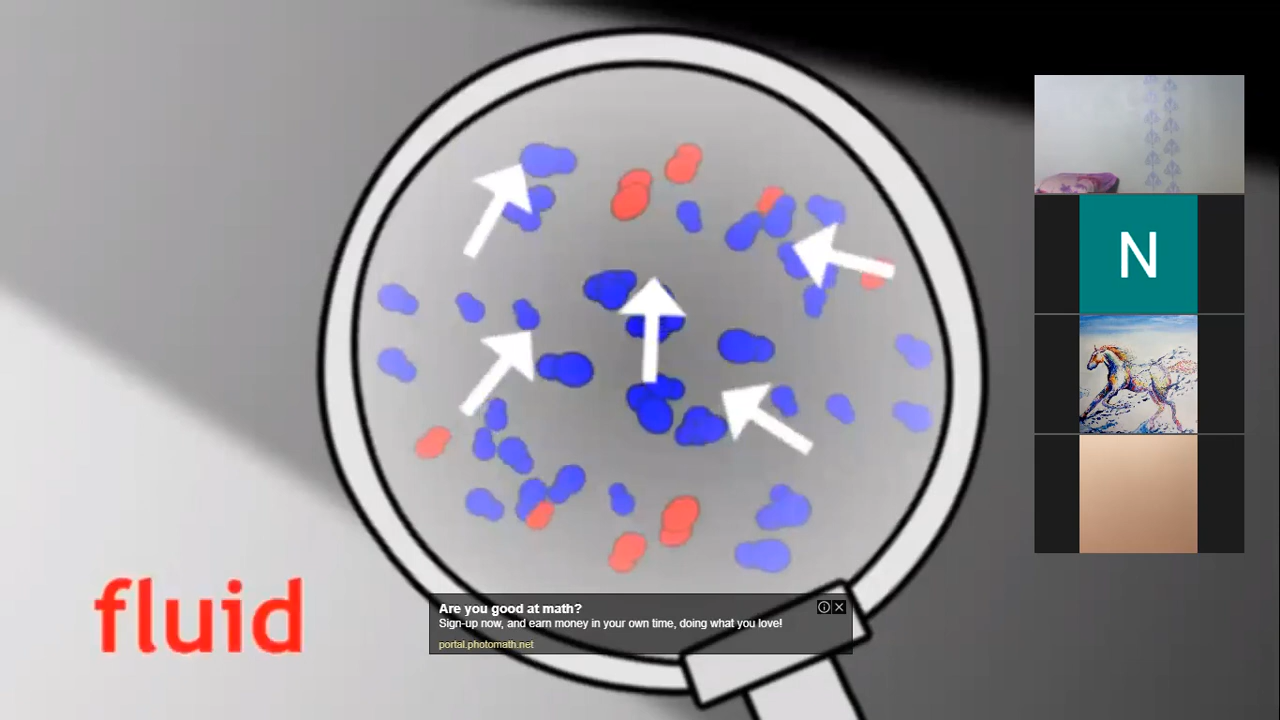 N
fluid
Are you good at math?
Sign-up now, and earn money in your own time, doing what you love!
portal.photomath.net